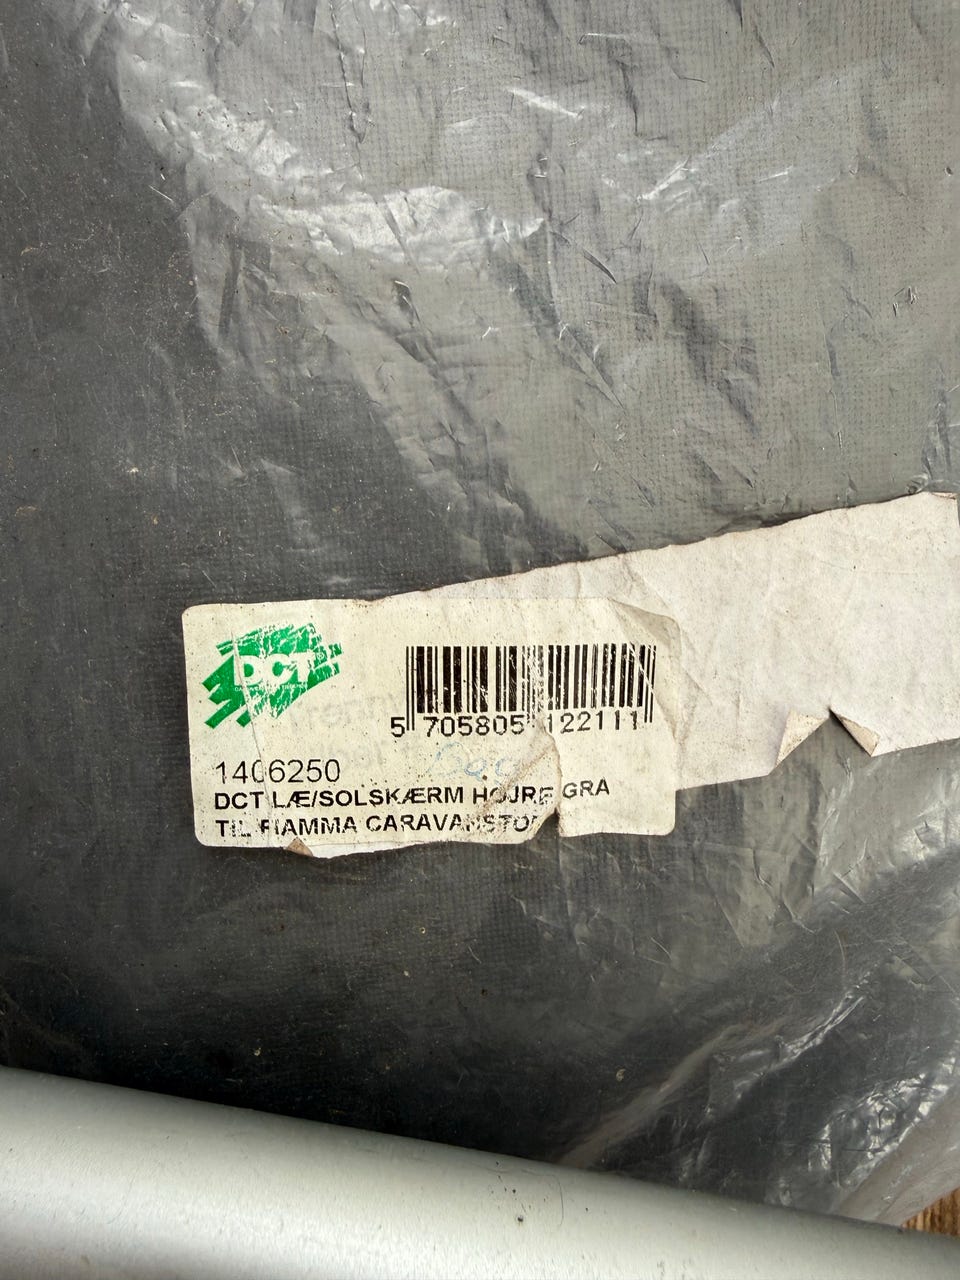 DCT
5 705805 122111
1406250
DCT LÆ/SOLSKÆRM HØJRE GRA
TIL FIAMMA CARAVANSTO